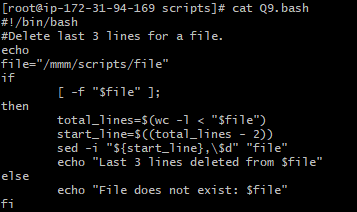 [root@ip-172-31-94-169 scripts]# cat Q9.bash
#!/bin/bash
#Delete last 3 lines for a file.
echo
file="/mmm/scripts/file"
if
        [ -f "$file" ];
then
        total_lines=$(wc -l < "$file")
        start_line=$((total_lines - 2))
        sed -i "${start_line},\$d" "file"
        echo "Last 3 lines deleted from $file"
else
        echo "File does not exist: $file"
fi